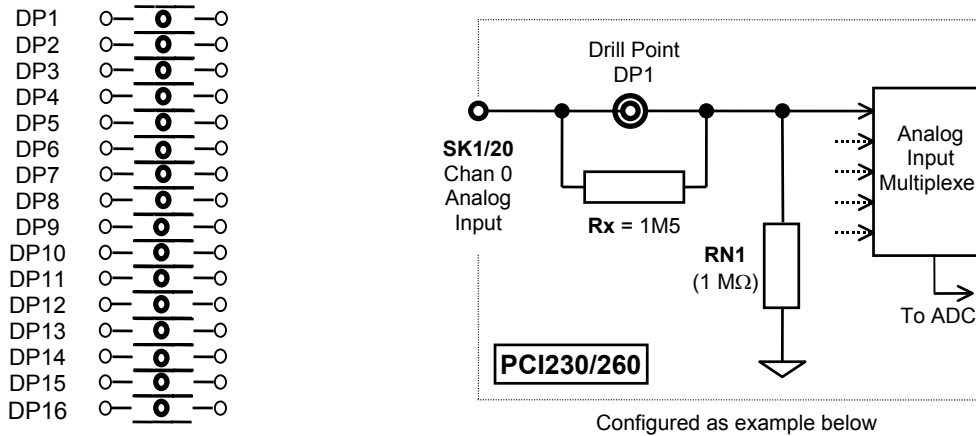 DP1
DP2
DP3
DP4
DP5
DP6
DP7
DP8
DP9
DP10
DP11
DP12
DP13
DP14
DP15
DP16
Drill Point
DP1
SK1/20
Chan 0
Analog
Input
Rx = 1M5
RN1
(1 MΩ)
Analog
Input
Multiplexe
To ADC
PCI230/260
Configured as example below